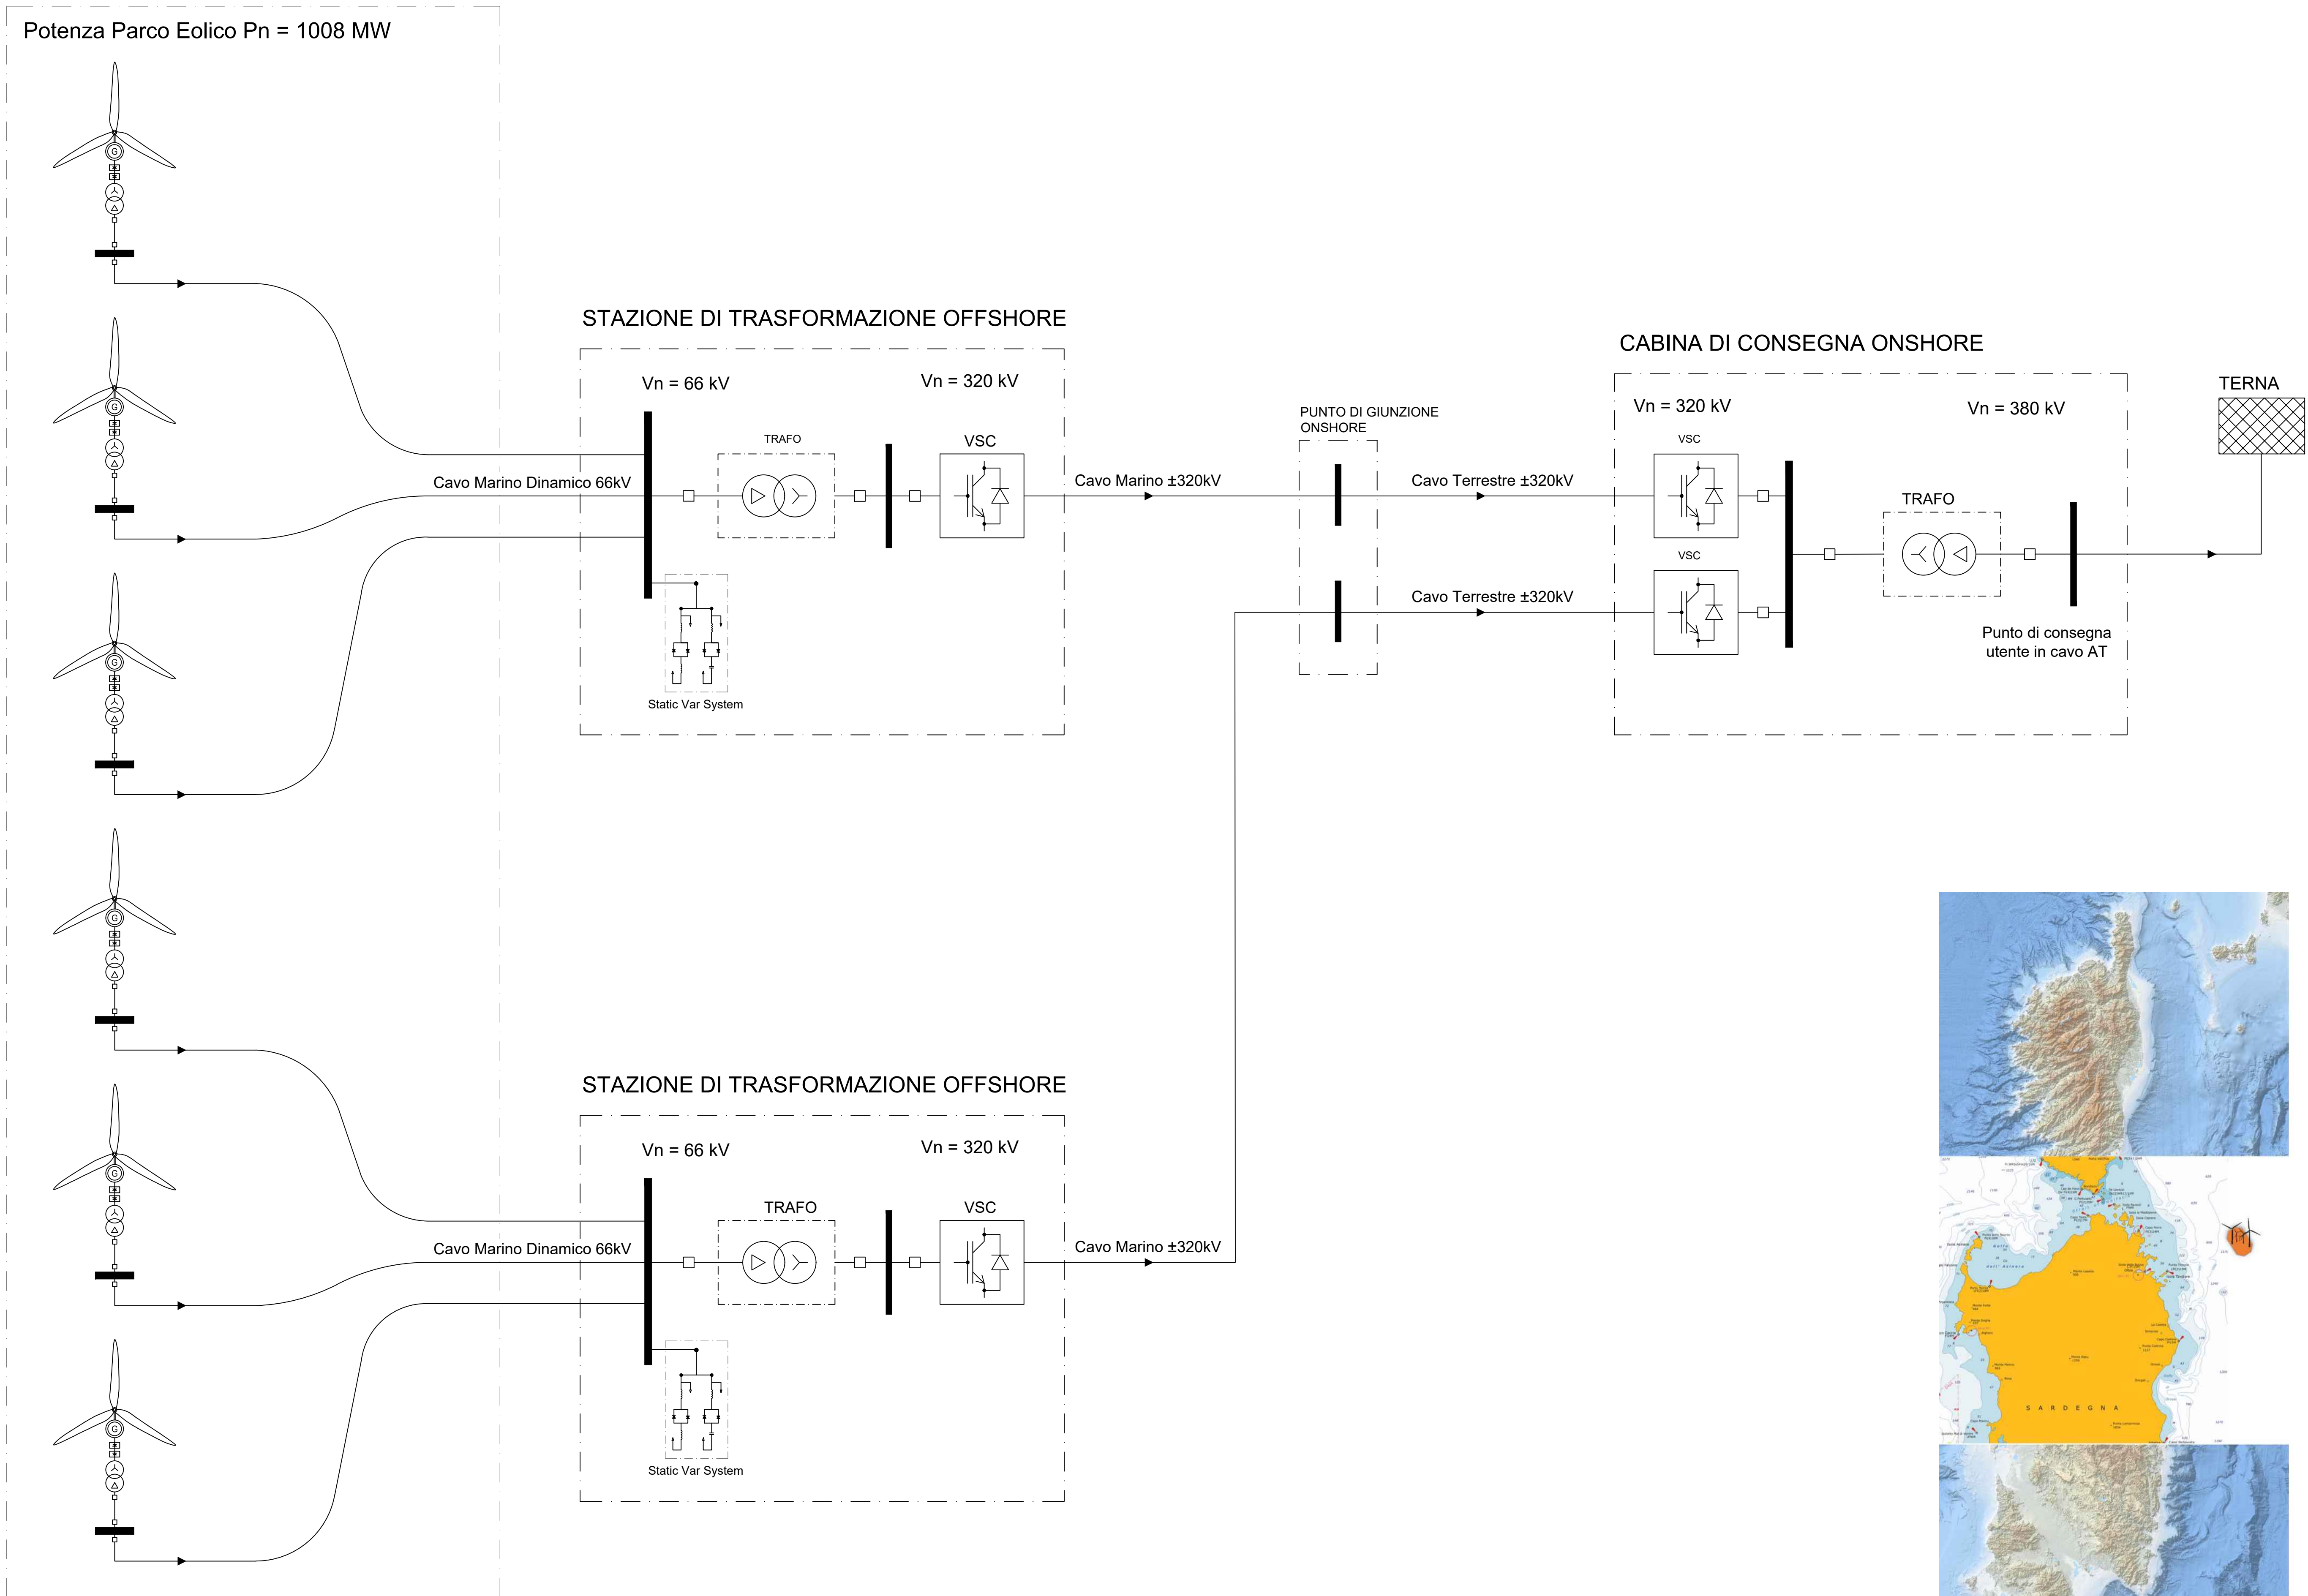 Potenza Parco Eolico Pn = 1008 MW
G
G
G
G
G
G
STAZIONE DI TRASFORMAZIONE OFFSHORE
Vn = 66 kV
Vn = 320 kV
TRAFO
VSC
Cavo Marino Dinamico 66kV
Cavo Marino ±320kV
Static Var System
PUNTO DI GIUNZIONE
ONSHORE
Cavo Terrestre ±320kV
Cavo Terrestre ±320kV
CABINA DI CONSEGNA ONSHORE
Vn = 320 kV
Vn = 380 kV
VSC
VSC
TRAFO
Punto di consegna
utente in cavo AT
TERNA
STAZIONE DI TRASFORMAZIONE OFFSHORE
Vn = 66 kV
Vn = 320 kV
TRAFO
VSC
Cavo Marino Dinamico 66kV
Cavo Marino ±320kV
Static Var System
SARDEGNA